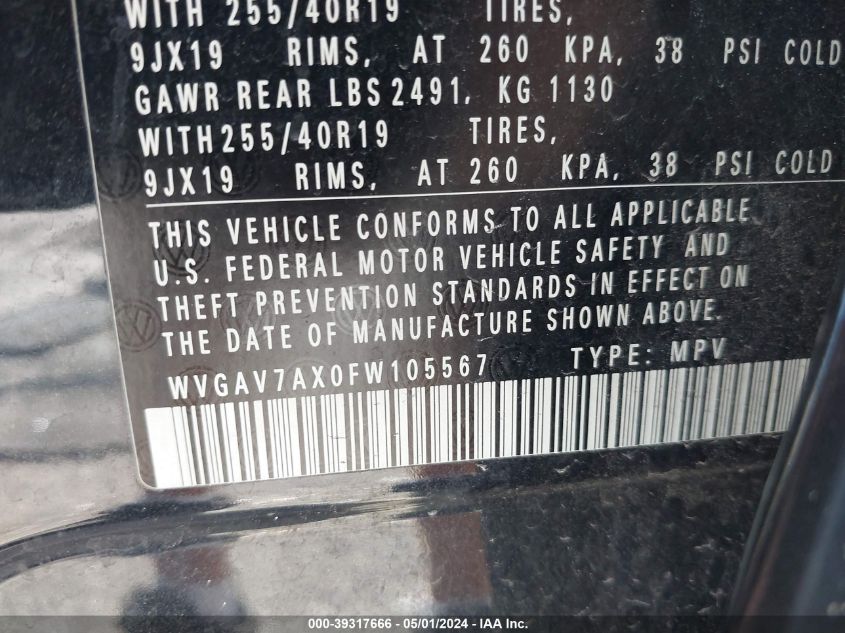 WITH 255/40R19 TIRES,
9JX19 RIMS, AT 260 KPA, 38 PSI COLD
GAWR REAR LBS 2491, KG 1130
WITH 255/40R19 TIRES,
9JX19 RIMS, AT 260 KPA, 38 PSI COLD
THIS VEHICLE CONFORMS TO ALL APPLICABLE
U.S. FEDERAL MOTOR VEHICLE SAFETY AND
THEFT PREVENTION STANDARDS IN EFFECT ON
THE DATE OF MANUFACTURE SHOWN ABOVE.
WVGAV7AX0FW105567 TYPE: MPV
000-39317666 - 05/01/2024 - IAA Inc.